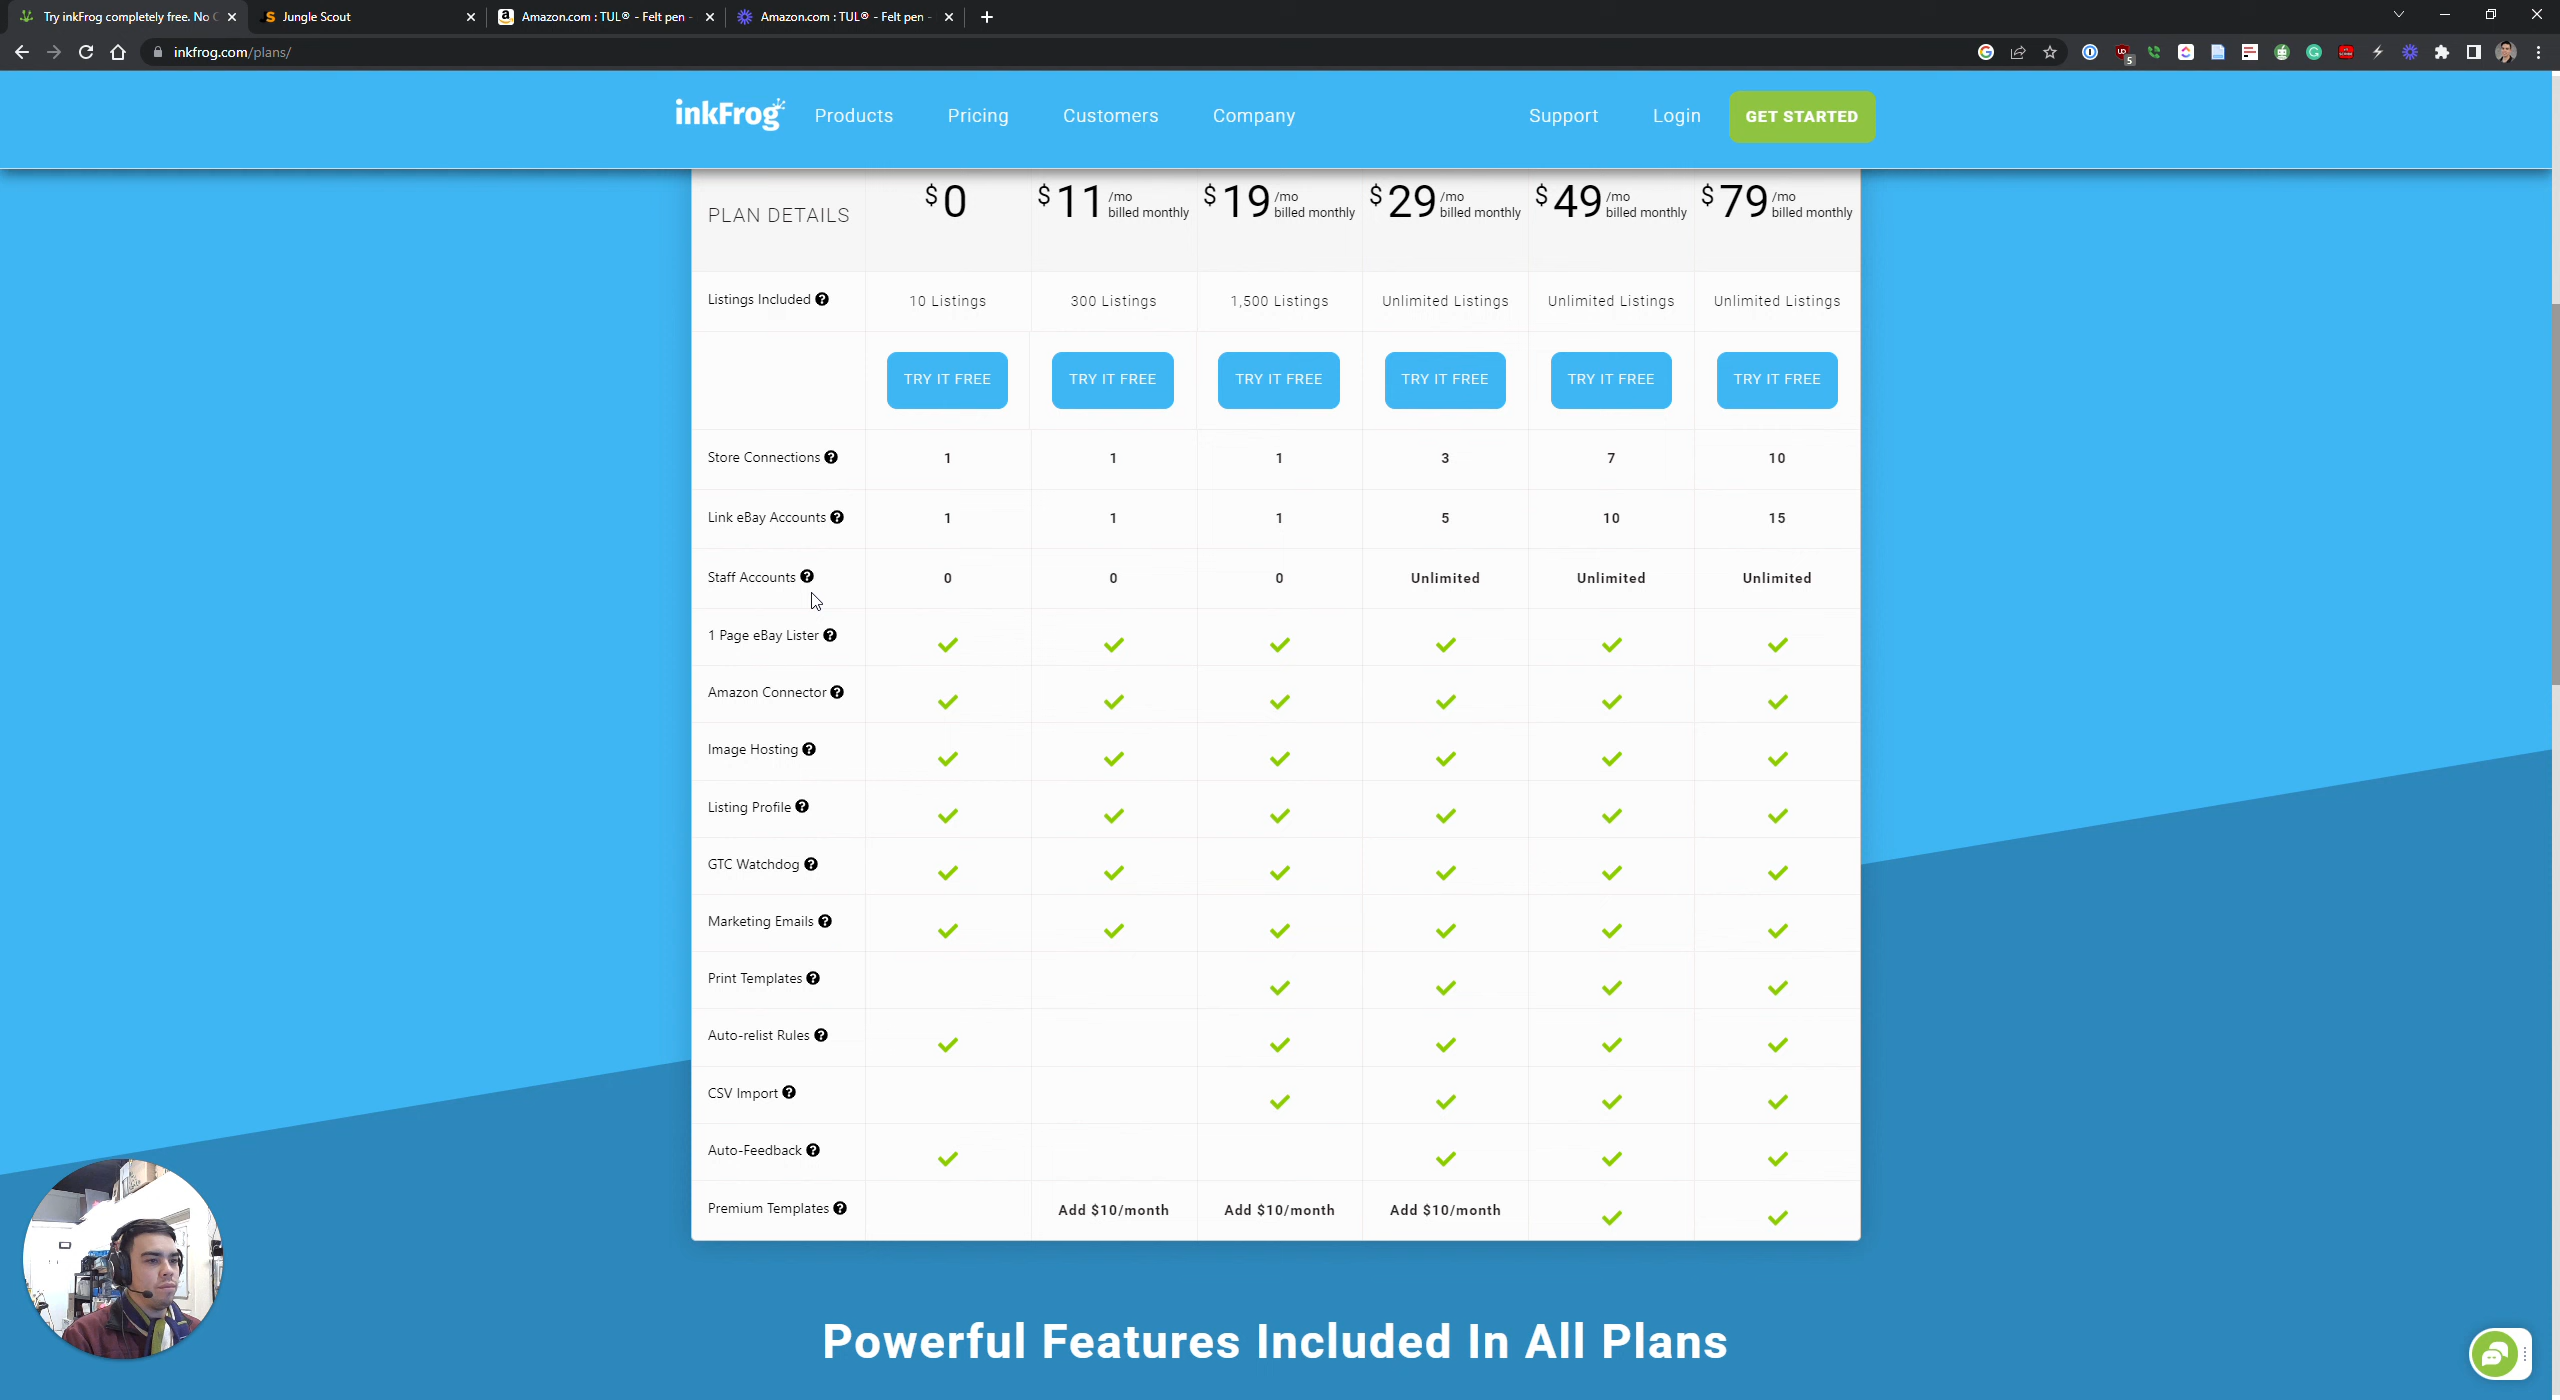 Try inkFrog completely free. No C
Jungle Scout
Amazon.com : TUL® - Felt pen -
Amazon.com : TUL® - Felt pen -
inkfrog.com/plans/
5
inkFrog
Products
Pricing
Customers
Company
Support
Login
GET STARTED
PLAN DETAILS
$0
$11 /mo billed monthly
$19 /mo billed monthly
$29 /mo billed monthly
$49 /mo billed monthly
$79 /mo billed monthly
Listings Included ? 10 Listings 300 Listings 1,500 Listings Unlimited Listings Unlimited Listings Unlimited Listings
TRY IT FREE TRY IT FREE TRY IT FREE TRY IT FREE TRY IT FREE TRY IT FREE
Store Connections ? 1 1 1 3 7 10
Link eBay Accounts ? 1 1 1 5 10 15
Staff Accounts ? 0 0 0 Unlimited Unlimited Unlimited
1 Page eBay Lister ?
Amazon Connector ?
Image Hosting ?
Listing Profile ?
GTC Watchdog ?
Marketing Emails ?
Print Templates ?
Auto-relist Rules ?
CSV Import ?
Auto-Feedback ?
Premium Templates ? Add $10/month Add $10/month Add $10/month
Powerful Features Included In All Plans